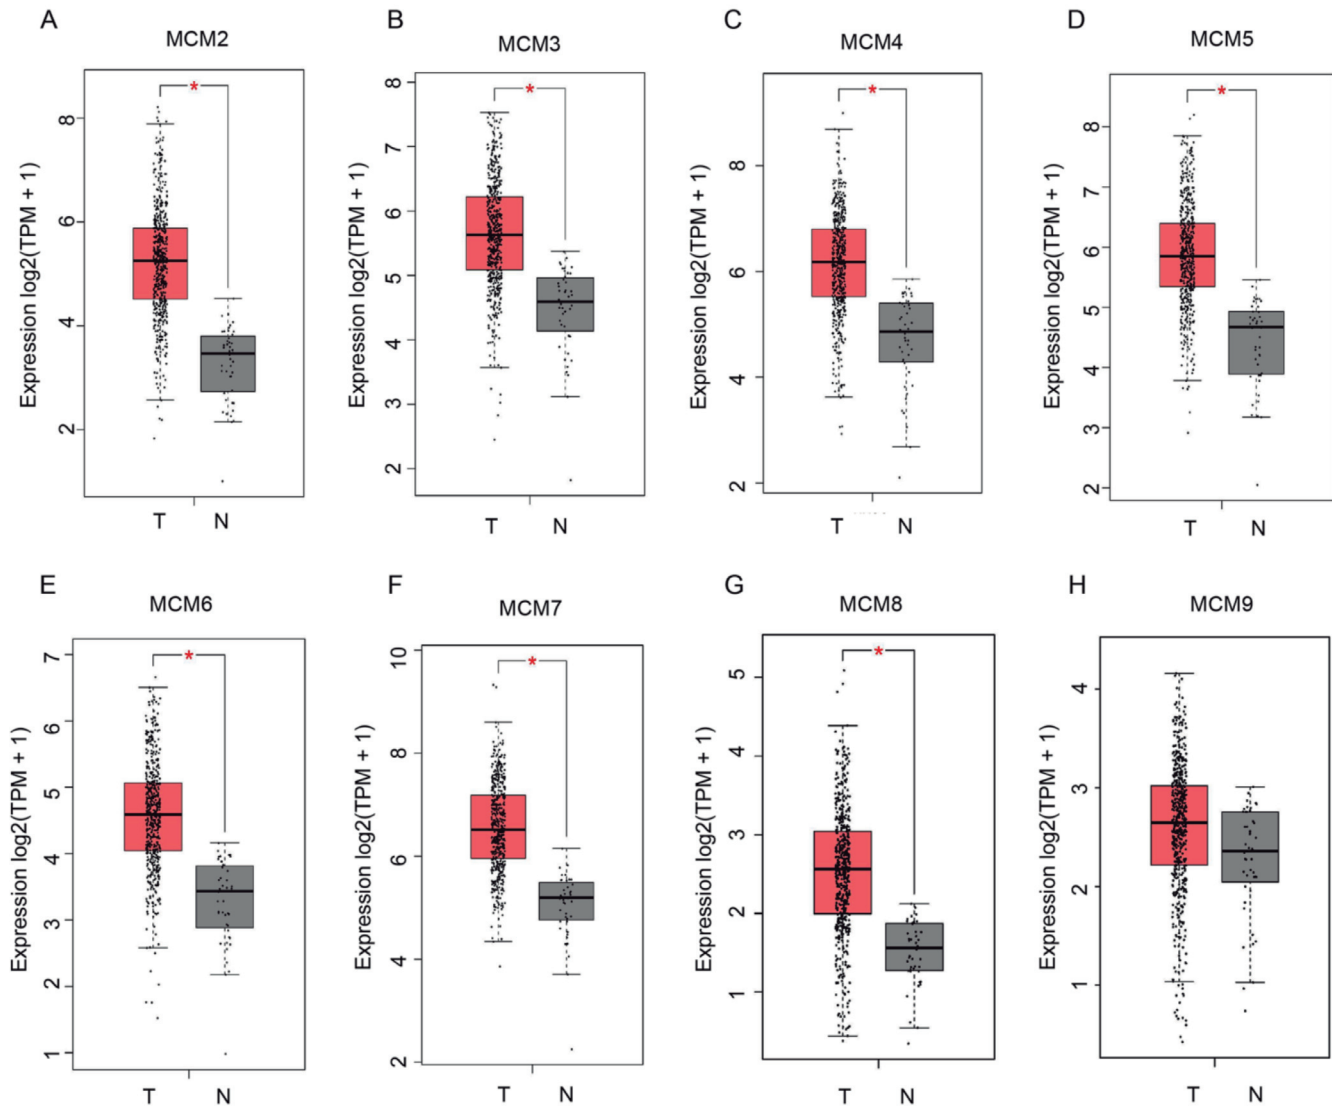 A
MCM2
Expression log2(TPM + 1)
8
6
4
2
*
T N
B
MCM3
Expression log2(TPM + 1)
8
7
6
5
4
3
2
*
T N
C
MCM4
Expression log2(TPM + 1)
8
6
4
2
*
T N
D
MCM5
Expression log2(TPM + 1)
8
7
6
5
4
3
2
*
T N
E
MCM6
Expression log2(TPM + 1)
7
6
5
4
3
2
1
*
T N
F
MCM7
Expression log2(TPM + 1)
10
8
6
4
2
*
T N
G
MCM8
Expression log2(TPM + 1)
5
4
3
2
1
*
T N
H
MCM9
Expression log2(TPM + 1)
4
3
2
1
T N